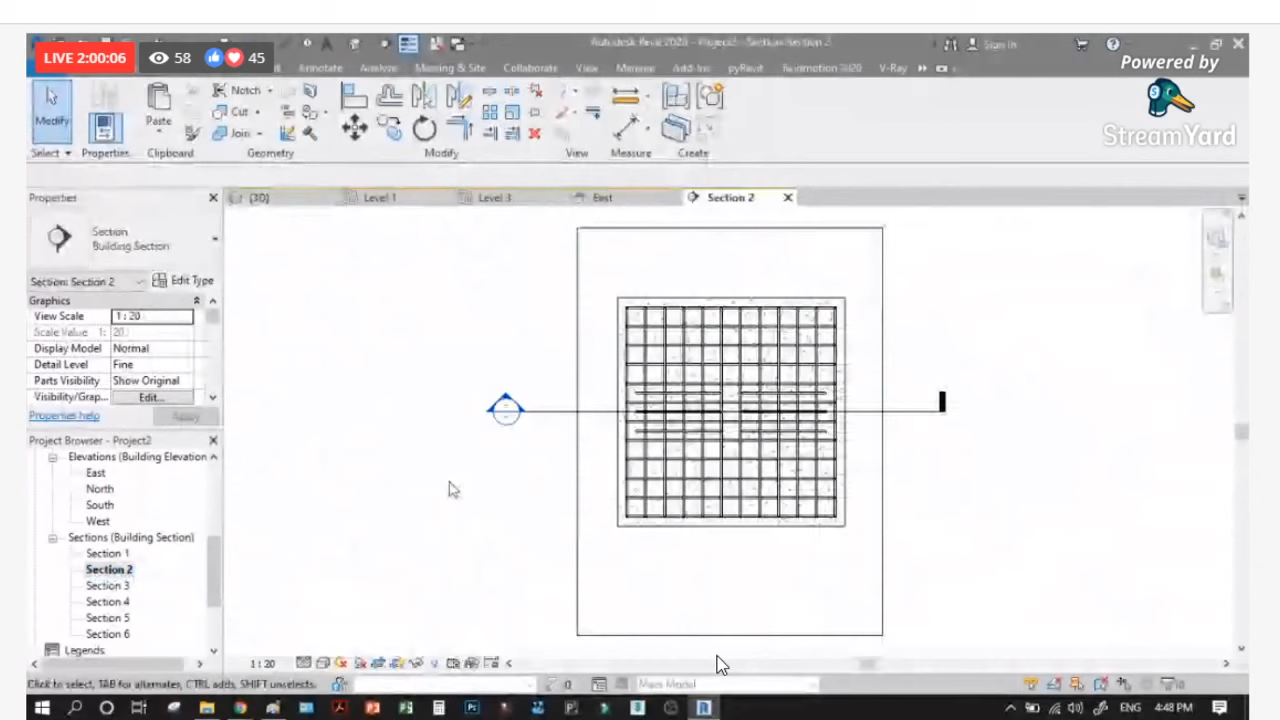 LIVE 2:00:06
58
45
Autodesk Revit 2020 - Project2 - Section: Section 2
Sign In
Powered by
StreamYard
Annotate
Analyze
Massing & Site
Collaborate
View
Manage
Add-Ins
pyRevit
V-Ray
Modify
Paste
Notch
Cut
Join
Select
Properties
Clipboard
Geometry
Modify
View
Measure
Create
Properties
{3D}
Level 1
Level 3
East
Section 2
Section
Building Section
Section: Section 2
Edit Type
Graphics
View Scale
1 : 20
Scale Value 1:
20
Display Model
Normal
Detail Level
Fine
Parts Visibility
Show Original
Visibility/Grap...
Edit...
Properties help
Apply
Project Browser - Project2
Elevations (Building Elevation
East
North
South
West
Sections (Building Section)
Section 1
Section 2
Section 3
Section 4
Section 5
Section 6
Legends
1 : 20
Click to select, TAB for alternates, CTRL adds, SHIFT unselects.
:0
Main Model
:0
ENG
4:48 PM